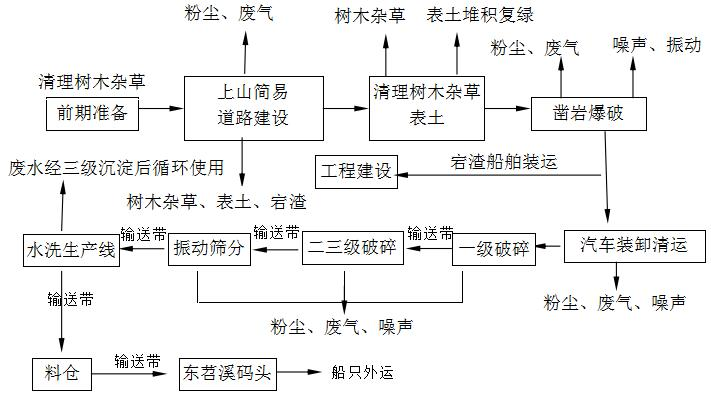 粉尘、废气
树木杂草
表土堆积复绿
粉尘、废气
噪声、振动
清理树木杂草
前期准备
上山简易
道路建设
清理树木杂草
表土
凿岩爆破
废水经三级沉淀后循环使用
工程建设
宕渣船舶装运
树木杂草、表土、宕渣
水洗生产线
输送带
振动筛分
输送带
二三级破碎
输送带
一级破碎
汽车装卸清运
粉尘、废气、噪声
输送带
粉尘、废气、噪声
料仓
输送带
东苕溪码头
船只外运